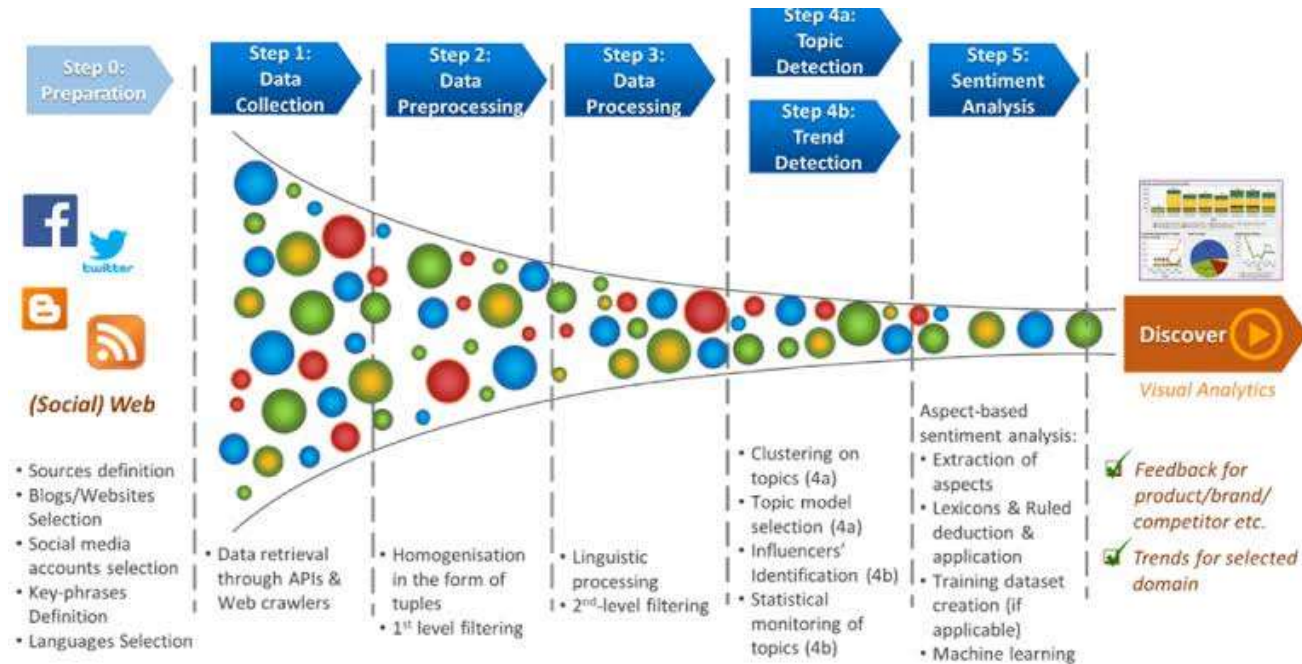 Step 0:
Preparation
Step 1:
Data
Collection
Step 2:
Data
Preprocessing
Step 3:
Data
Processing
Step 4a:
Topic
Detection
Step 4b:
Trend
Detection
Step 5:
Sentiment
Analysis
twitter
(Social) Web
• Sources definition
• Blogs/Websites
Selection
• Social media
accounts selection
• Key-phrases
Definition
• Languages Selection
• Data retrieval
through APIs &
Web crawlers
• Homogenisation
in the form of
tuples
• 1st level filtering
• Linguistic
processing
• 2nd-level filtering
• Clustering on
topics (4a)
• Topic model
selection (4a)
• Influencers'
Identification (4b)
• Statistical
monitoring of
topics (4b)
Aspect-based
sentiment analysis:
• Extraction of
aspects
• Lexicons & Ruled
deduction &
application
• Training dataset
creation (if
applicable)
• Machine learning
Discover
Visual Analytics
Feedback for
product/brand/
competitor etc.
Trends for selected
domain